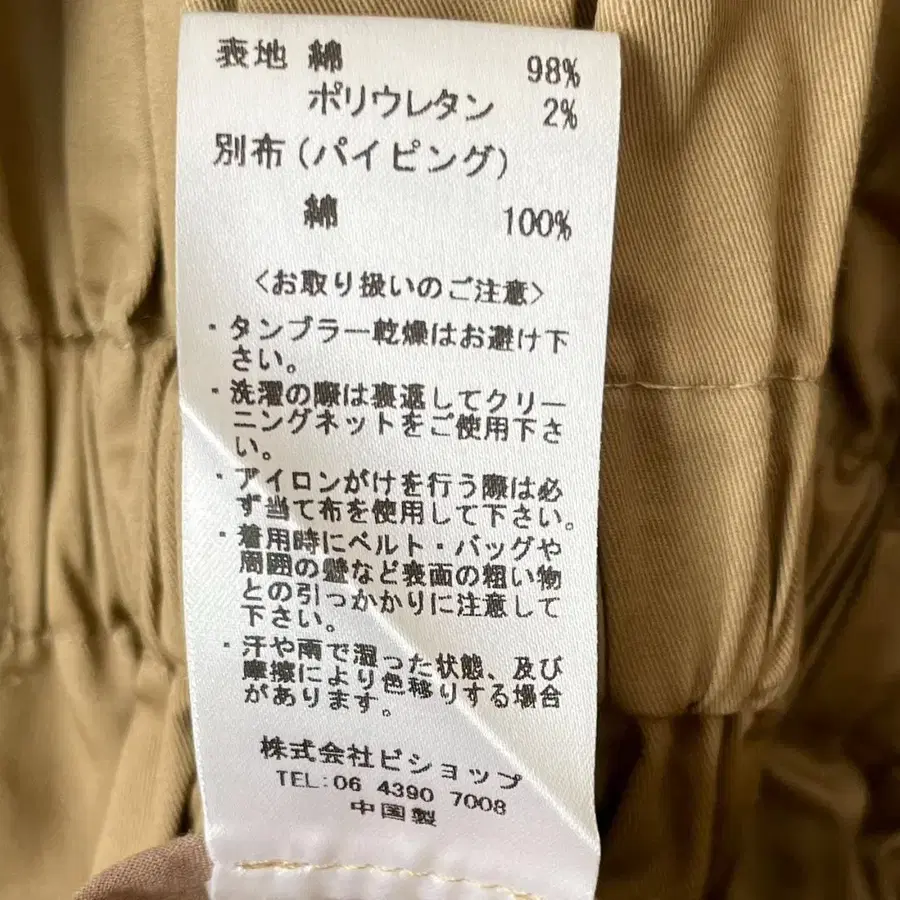 表地 綿 98%
ポリウレタン 2%
別布(パイピング)
綿 100%
<お取り扱いのご注意>
・タンブラー乾燥はお避け下
さい。
・洗濯の際は裏返してクリー
ニングネットをご使用下さ
い。
・アイロンがけを行う際は必
ず当て布を使用して下さい。
・着用時にベルト・バッグや
周囲の壁など表面の粗い物
との引っかかりに注意して
下さい。
・汗や雨で湿った状態、及び
摩擦により色移りする場合
があります。
株式会社ビショップ
TEL:06 4390 7008
中国製